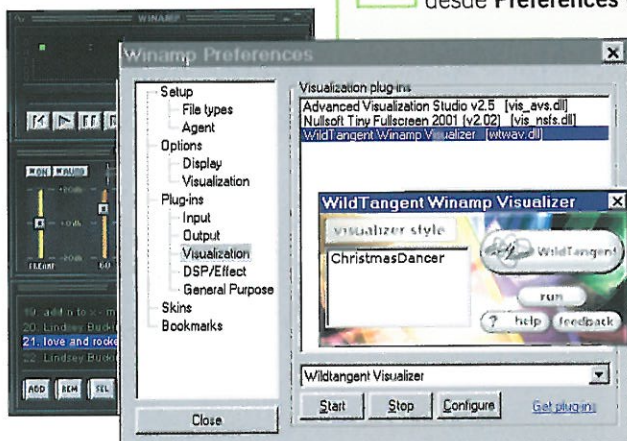 desde Preferences
WINAMP
Winamp Preferences
ON AUTO
PREAMP 60
19. add n to x - m
20. Lindsey Buck
21. love and rocke
22. Lindsey Buck
ADD REM SEL
Setup
File types
Agent
Options
Display
Visualization
Plug-ins
Input
Output
Visualization
DSP/Effect
General Purpose
Skins
Bookmarks
Close
Visualization plug-ins
Advanced Visualization Studio v2.5 [vis_avs.dll]
Nullsoft Tiny Fullscreen 2001 (v2.02) [vis_nsfs.dll]
WildTangent Winamp Visualizer [wtwav.dll]
WildTangent Winamp Visualizer
visualizer style
ChristmasDancer
WildTangent
run
? help feedback
Wildtangent Visualizer
Start Stop Configure Get plug-ins